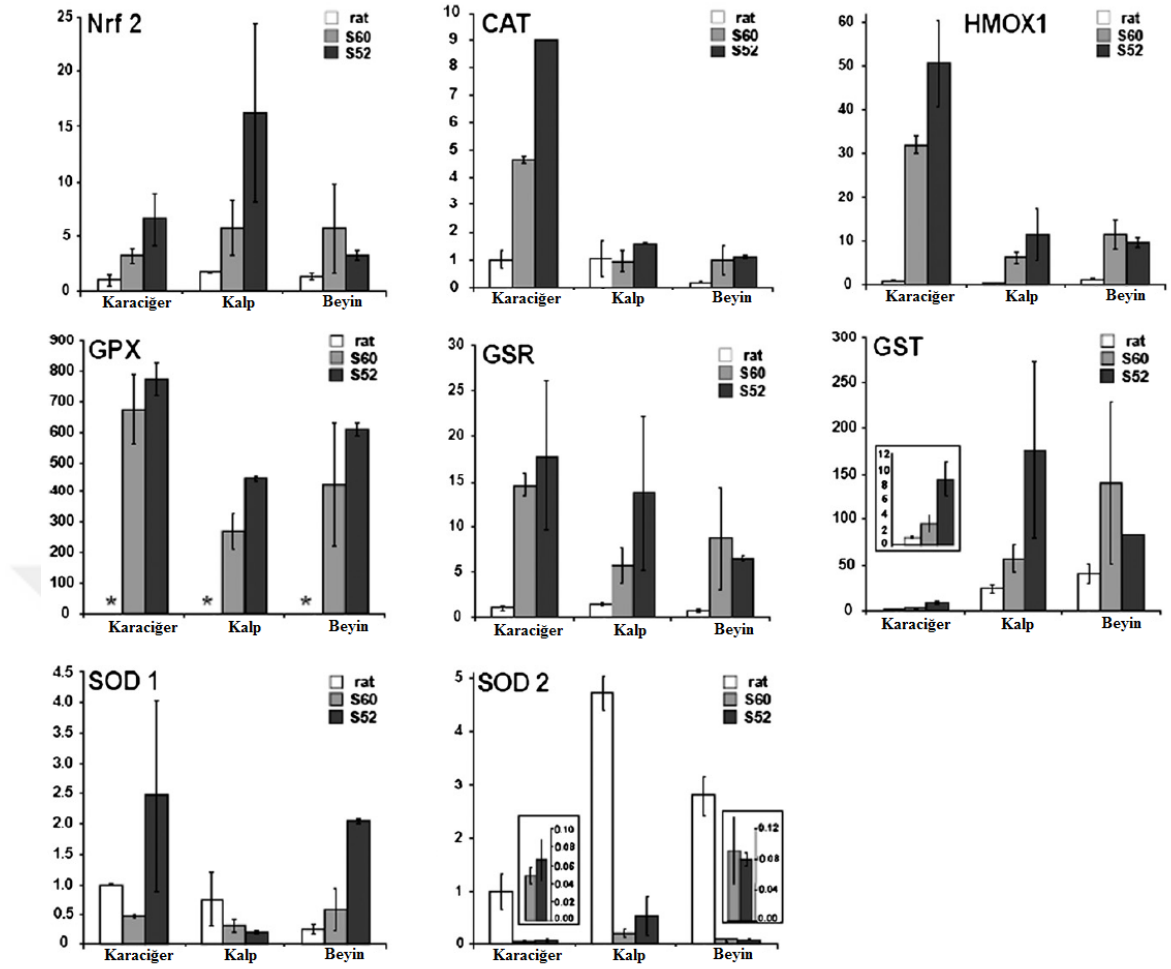 Nrf 2
rat
S60
S52
25
20
15
10
5
0
Karaciğer Kalp Beyin
CAT
rat
S60
S52
10
9
8
7
6
5
4
3
2
1
0
Karaciğer Kalp Beyin
HMOX1
rat
S60
S52
60
50
40
30
20
10
0
Karaciğer Kalp Beyin
GPX
rat
S60
S52
900
800
700
600
500
400
300
200
100
0
* * *
Karaciğer Kalp Beyin
GSR
rat
S60
S52
30
25
20
15
10
5
0
Karaciğer Kalp Beyin
GST
rat
S60
S52
300
250
200
150
100
50
0
12
10
8
6
4
2
0
Karaciğer Kalp Beyin
SOD 1
rat
S60
S52
4.5
4.0
3.5
3.0
2.5
2.0
1.5
1.0
0.5
0
Karaciğer Kalp Beyin
SOD 2
rat
S60
S52
5
4
3
2
1
0
0.10
0.08
0.06
0.04
0.02
0.00
0.12
0.08
0.04
0.00
Karaciğer Kalp Beyin